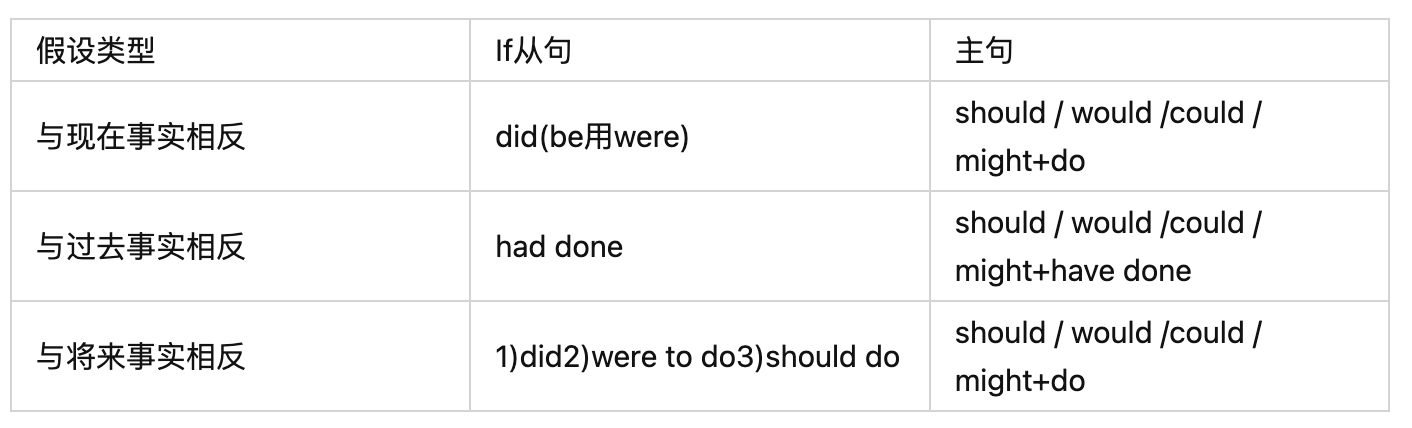 假设类型
If从句
主句
与现在事实相反
did(be用were)
should / would /could /
might+do
与过去事实相反
had done
should / would /could /
might+have done
与将来事实相反
1)did2)were to do3)should do
should / would /could /
might+do